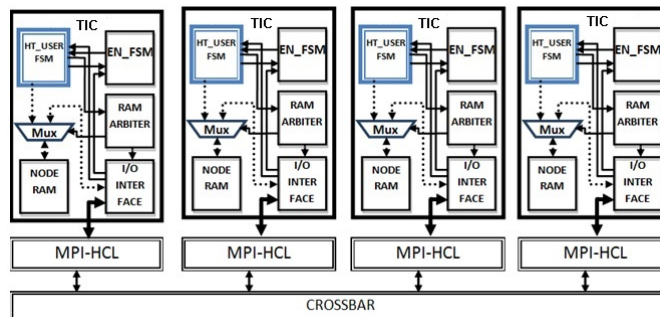 TIC
HT_USER
FSM
EN_FSM
RAM
ARBITER
Mux
NODE
RAM
I/O
INTER
FACE
MPI-HCL
TIC
HT_USER
FSM
EN_FSM
RAM
ARBITER
Mux
NODE
RAM
I/O
INTER
FACE
MPI-HCL
TIC
HT_USER
FSM
EN_FSM
RAM
ARBITER
Mux
NODE
RAM
I/O
INTER
FACE
MPI-HCL
TIC
HT_USER
FSM
EN_FSM
RAM
ARBITER
Mux
NODE
RAM
I/O
INTER
FACE
MPI-HCL
CROSSBAR